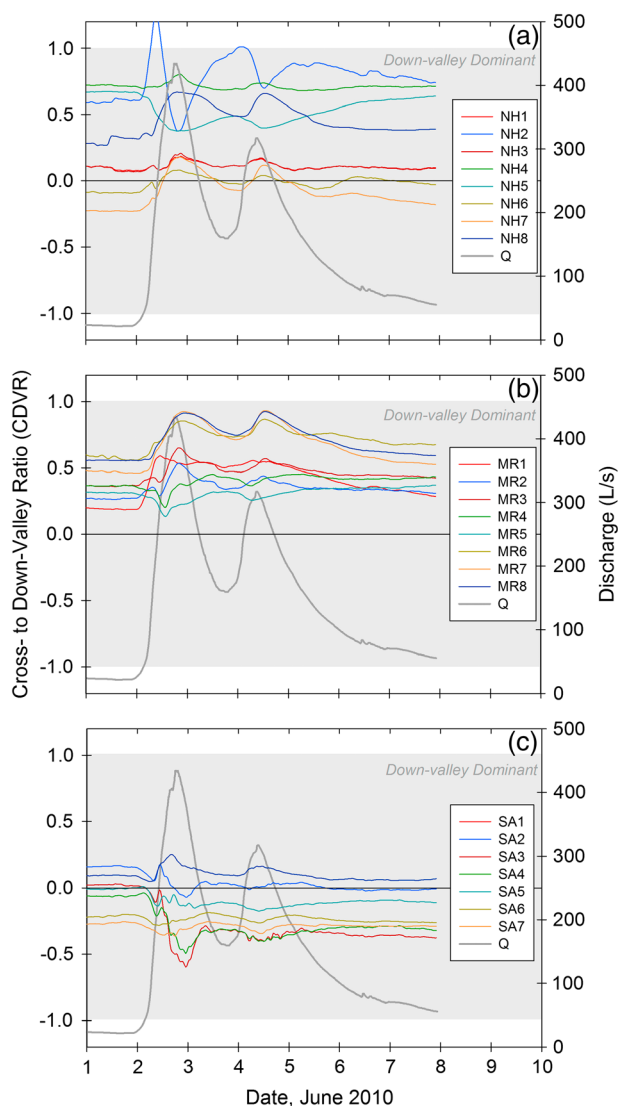 (a)
Down-valley Dominant
1.0
0.5
0.0
-0.5
-1.0
500
400
300
200
100
0
NH1
NH2
NH3
NH4
NH5
NH6
NH7
NH8
Q
(b)
Down-valley Dominant
1.0
0.5
0.0
-0.5
-1.0
500
400
300
200
100
0
MR1
MR2
MR3
MR4
MR5
MR6
MR7
MR8
Q
Cross- to Down-Valley Ratio (CDVR)
Discharge (L/s)
(c)
Down-valley Dominant
1.0
0.5
0.0
-0.5
-1.0
500
400
300
200
100
0
SA1
SA2
SA3
SA4
SA5
SA6
SA7
Q
1 2 3 4 5 6 7 8 9 10
Date, June 2010